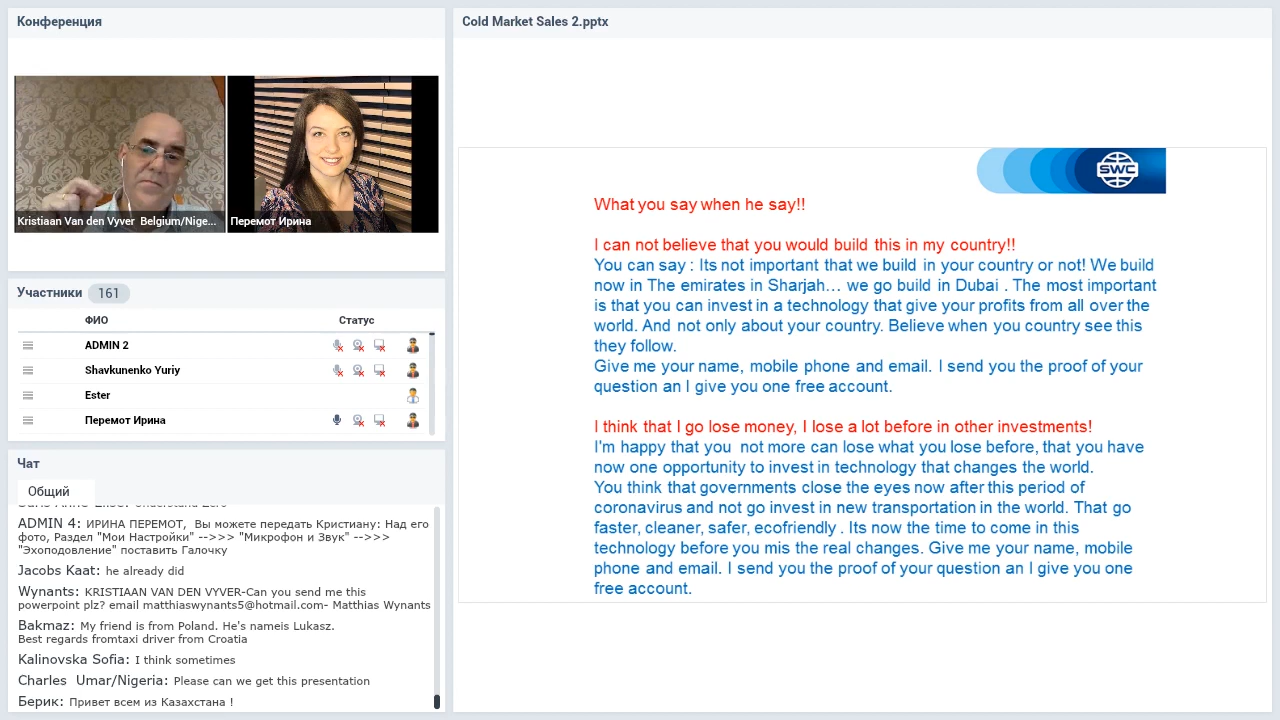 Конференция
Kristiaan Van den Vyver Belgium/Nige...
Перемот Ирина
Участники 161
ФИО Статус
ADMIN 2
Shavkunenko Yuriy
Ester
Перемот Ирина
Чат
Общий
ADMIN 4: ИРИНА ПЕРЕМОТ, Вы можете передать Кристиану: Над его
фото, Раздел "Мои Настройки" -->>> "Микрофон и Звук" -->>>
"Эхоподовление" поставить Галочку
Jacobs Kaat: he already did
Wynants: KRISTIAAN VAN DEN VYVER-Can you send me this
powerpoint plz? email matthiaswynants5@hotmail.com- Matthias Wynants
Bakmaz: My friend is from Poland. He's nameis Lukasz.
Best regards fromtaxi driver from Croatia
Kalinovska Sofia: I think sometimes
Charles Umar/Nigeria: Please can we get this presentation
Берик: Привет всем из Казахстана !
Cold Market Sales 2.pptx
SWC
What you say when he say!!
I can not believe that you would build this in my country!!
You can say : Its not important that we build in your country or not! We build
now in The emirates in Sharjah... we go build in Dubai . The most important
is that you can invest in a technology that give your profits from all over the
world. And not only about your country. Believe when you country see this
they follow.
Give me your name, mobile phone and email. I send you the proof of your
question an I give you one free account.
I think that I go lose money, I lose a lot before in other investments!
I'm happy that you not more can lose what you lose before, that you have
now one opportunity to invest in technology that changes the world.
You think that governments close the eyes now after this period of
coronavirus and not go invest in new transportation in the world. That go
faster, cleaner, safer, ecofriendly . Its now the time to come in this
technology before you mis the real changes. Give me your name, mobile
phone and email. I send you the proof of your question an I give you one
free account.